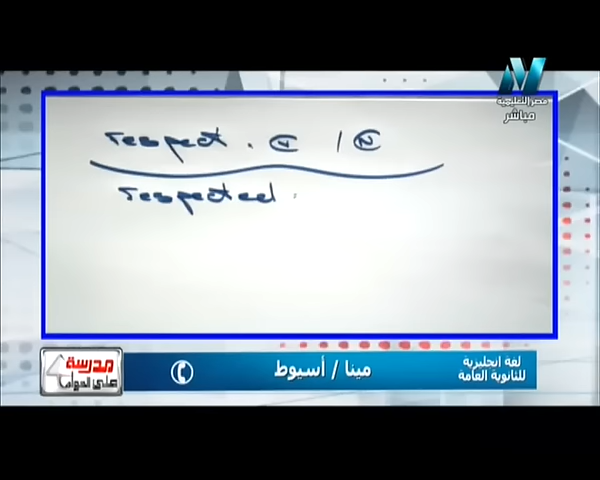 مصر التعليمية
مباشر
respect . (v) / (N)
respected .
لغة انجليزية
للثانوية العامة
مينا / أسيوط
مدرسة
على الهواء